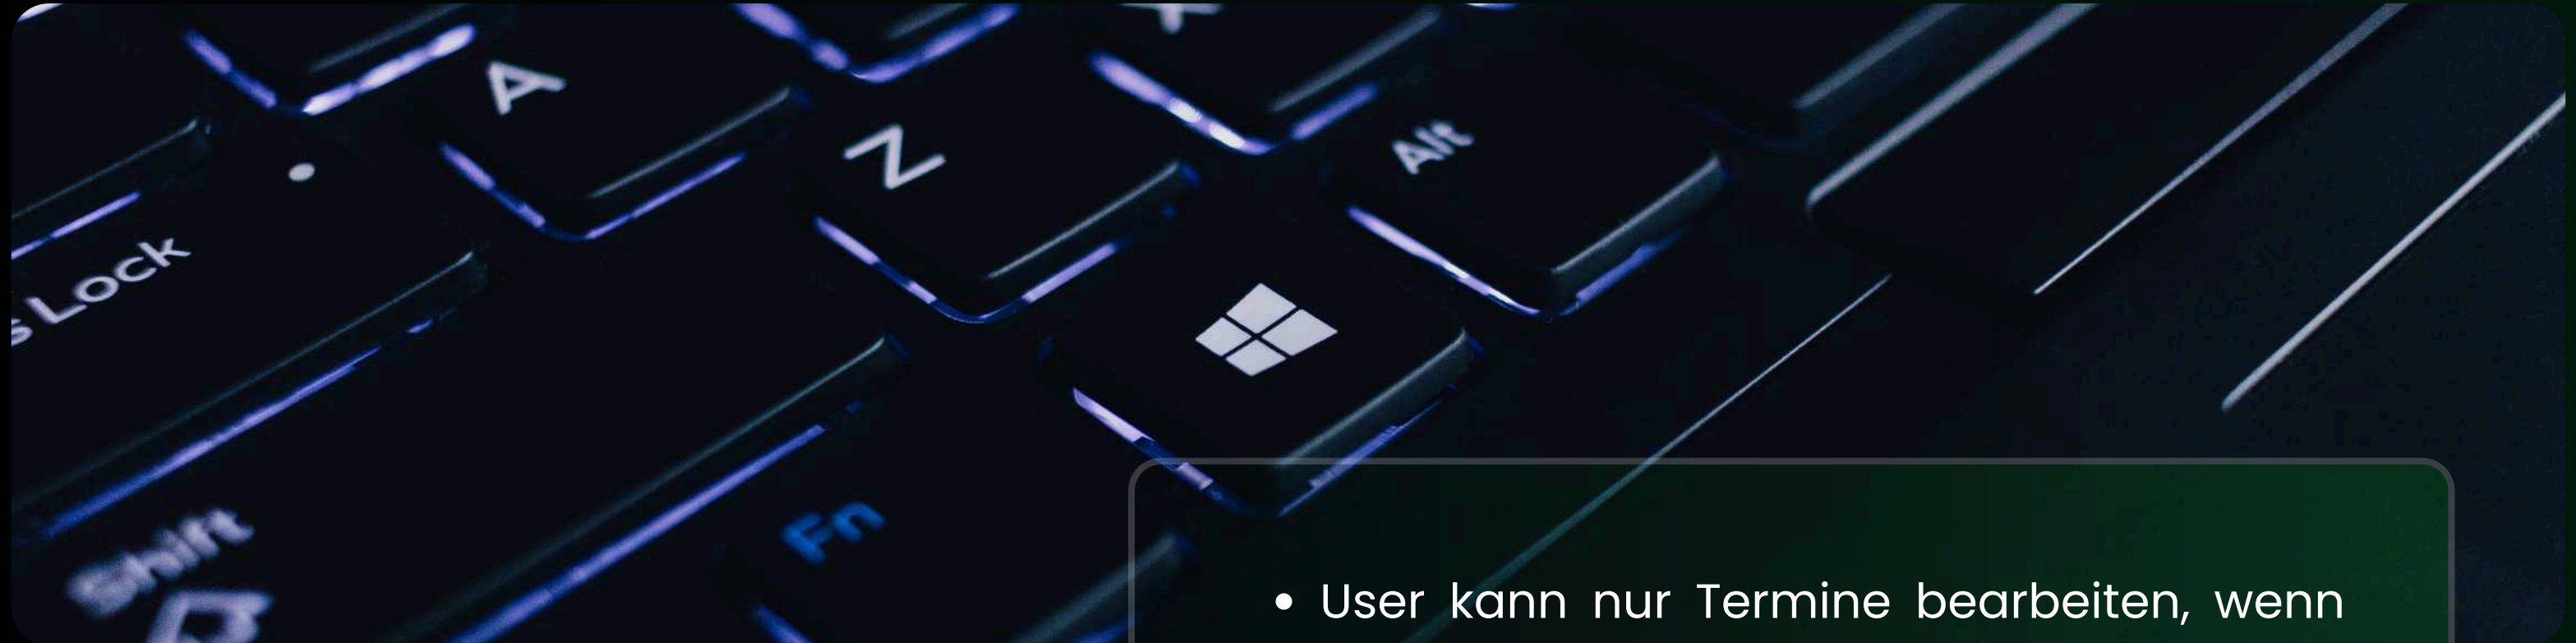 A
Z
Alt
s Lock
Fn
Shift
• User kann nur Termine bearbeiten, wenn